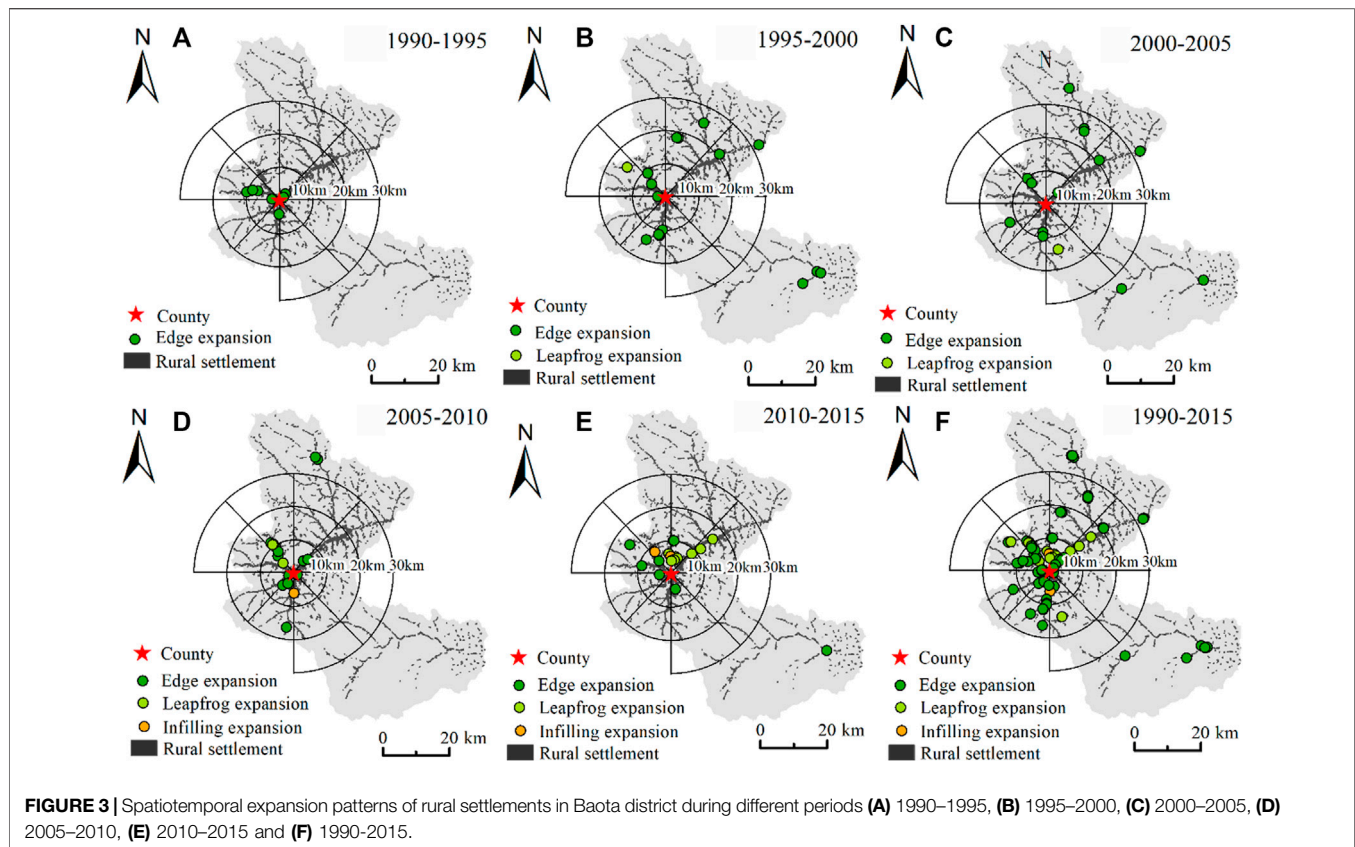 N
A
1990-1995
10km 20km 30km
County
Edge expansion
Rural settlement
0 20 km
N
B
1995-2000
10km 20km 30km
County
Edge expansion
Leapfrog expansion
Rural settlement
0 20 km
N
C
2000-2005
N
10km 20km 30km
County
Edge expansion
Leapfrog expansion
Rural settlement
0 20 km
N
D
2005-2010
10km 20km 30km
County
Edge expansion
Leapfrog expansion
Infilling expansion
Rural settlement
0 20 km
N
E
2010-2015
10km 20km 30km
County
Edge expansion
Leapfrog expansion
Infilling expansion
Rural settlement
0 20 km
N
F
1990-2015
10km 20km 30km
County
Edge expansion
Leapfrog expansion
Infilling expansion
Rural settlement
0 20 km
FIGURE 3 | Spatiotemporal expansion patterns of rural settlements in Baota district during different periods (A) 1990–1995, (B) 1995–2000, (C) 2000–2005, (D)
2005–2010, (E) 2010–2015 and (F) 1990-2015.